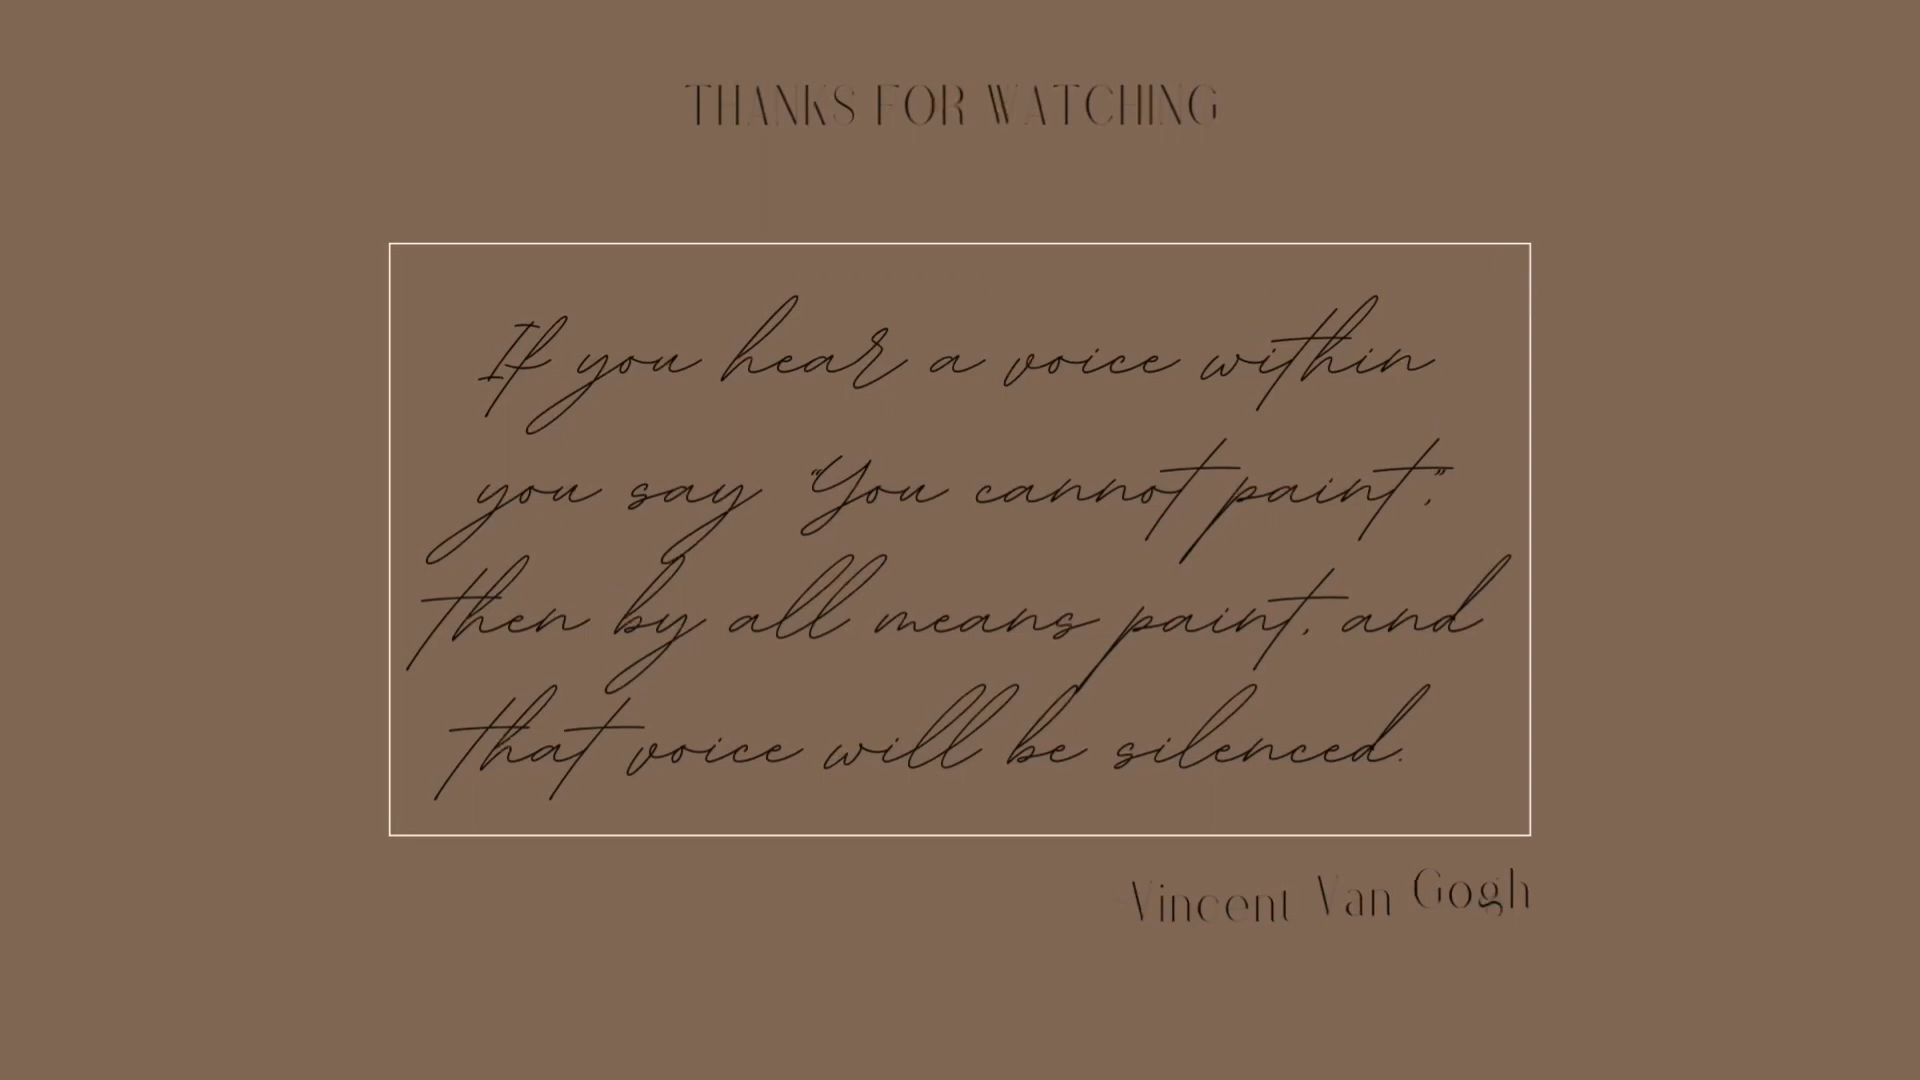 THANKS FOR WATCHING
If you hear a voice within
you say "You cannot paint",
then by all means paint, and
that voice will be silenced.
Vincent Van Gogh